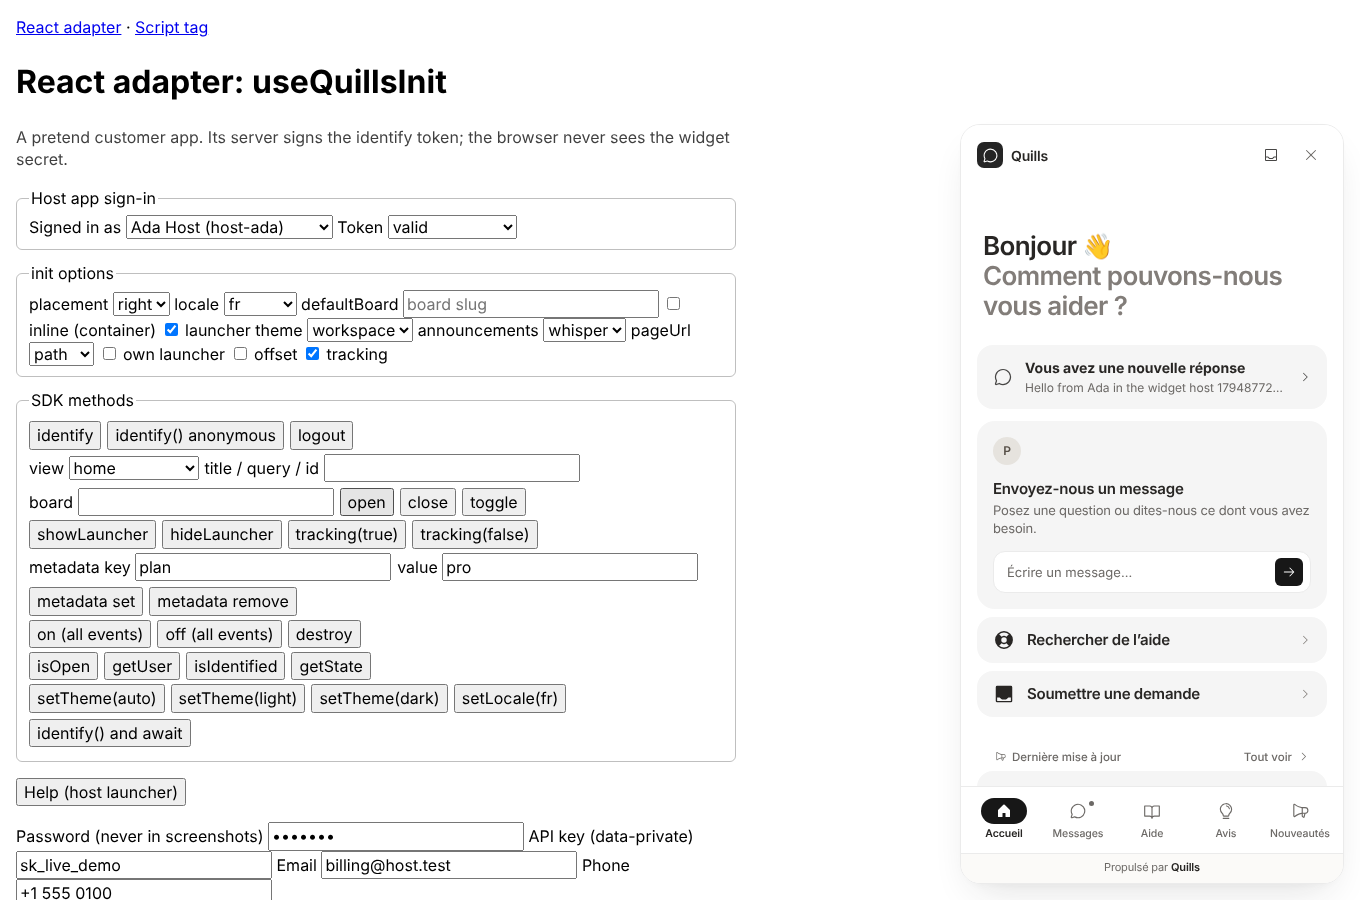 React adapter · Script tag
React adapter: useQuillsInit
A pretend customer app. Its server signs the identify token; the browser never sees the widget
secret.
Host app sign-in
Signed in as Ada Host (host-ada) Token valid
init options
placement right locale fr defaultBoard board slug
inline (container) launcher theme workspace announcements whisper pageUrl
path own launcher offset tracking
SDK methods
identify identify() anonymous logout
view home title / query / id
board open close toggle
showLauncher hideLauncher tracking(true) tracking(false)
metadata key plan value pro
metadata set metadata remove
on (all events) off (all events) destroy
isOpen getUser isIdentified getState
setTheme(auto) setTheme(light) setTheme(dark) setLocale(fr)
identify() and await
Help (host launcher)
Password (never in screenshots) ••••••• API key (data-private)
sk_live_demo Email billing@host.test Phone
+1 555 0100
Quills
Bonjour 👋
Comment pouvons-nous
vous aider ?
Vous avez une nouvelle réponse
Hello from Ada in the widget host 17948772...
P
Envoyez-nous un message
Posez une question ou dites-nous ce dont vous avez
besoin.
Écrire un message...
Rechercher de l’aide
Soumettre une demande
Dernière mise à jour Tout voir
Accueil Messages Aide Avis Nouveautés
Propulsé par Quills